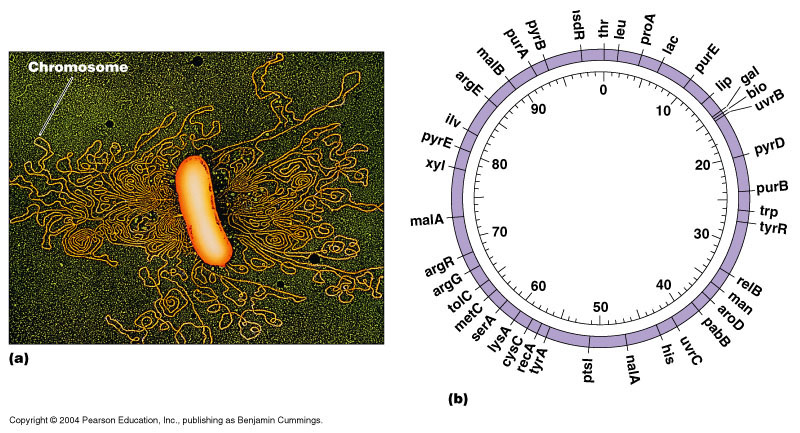 Chromosome
(a)
thr
leu
proA
lac
purE
lip
gal
bio
uvrB
pyrD
purB
trp
tyrR
relB
man
aroD
pabB
uvrC
his
nalA
ptsI
tyrA
recA
cysC
lysA
serA
metC
tolC
argG
argR
malA
xyl
pyrE
ilv
argE
malB
purA
pyrB
0
10
20
30
40
50
60
70
80
90
(b)
Copyright © 2004 Pearson Education, Inc., publishing as Benjamin Cummings.